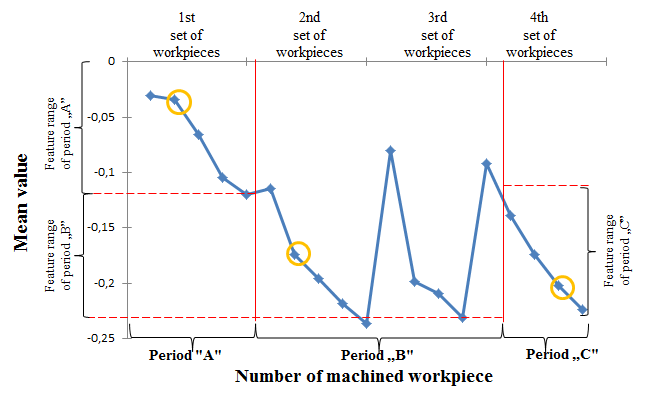 1st 2nd 3rd 4th
set of set of set of set of
workpieces workpieces workpieces workpieces
0
-0,05
-0,1
-0,15
-0,2
-0,25
Mean value
Feature range
of period „A”
Feature range
of period „B”
Feature range
of period „C”
Period "A" Period „B" Period „C"
Number of machined workpiece